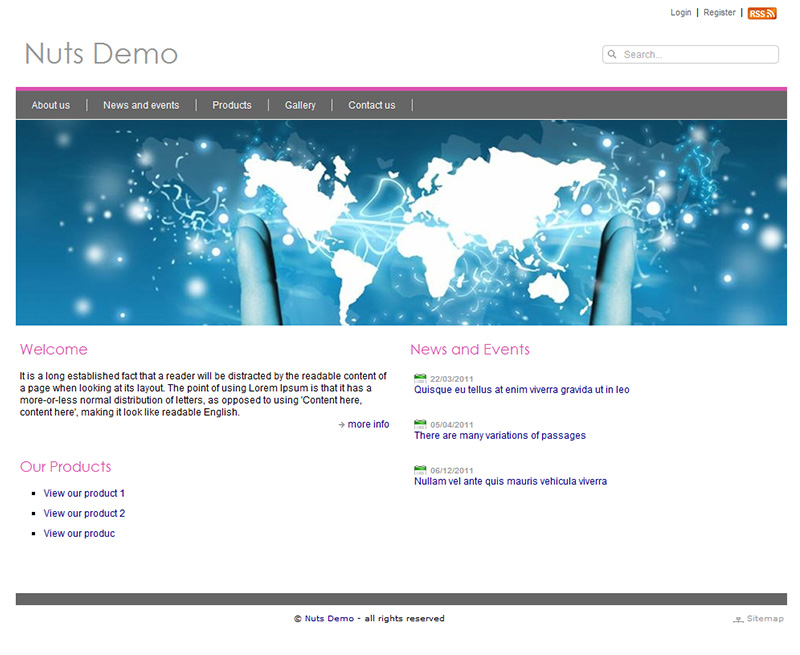 Login | Register | RSS
Nuts Demo
Search...
About us | News and events | Products | Gallery | Contact us |
Welcome
It is a long established fact that a reader will be distracted by the readable content of
a page when looking at its layout. The point of using Lorem Ipsum is that it has a
more-or-less normal distribution of letters, as opposed to using 'Content here,
content here', making it look like readable English.
more info
Our Products
View our product 1
View our product 2
View our produc
News and Events
22/03/2011
Quisque eu tellus at enim viverra gravida ut in leo
05/04/2011
There are many variations of passages
06/12/2011
Nullam vel ante quis mauris vehicula viverra
© Nuts Demo - all rights reserved
Sitemap